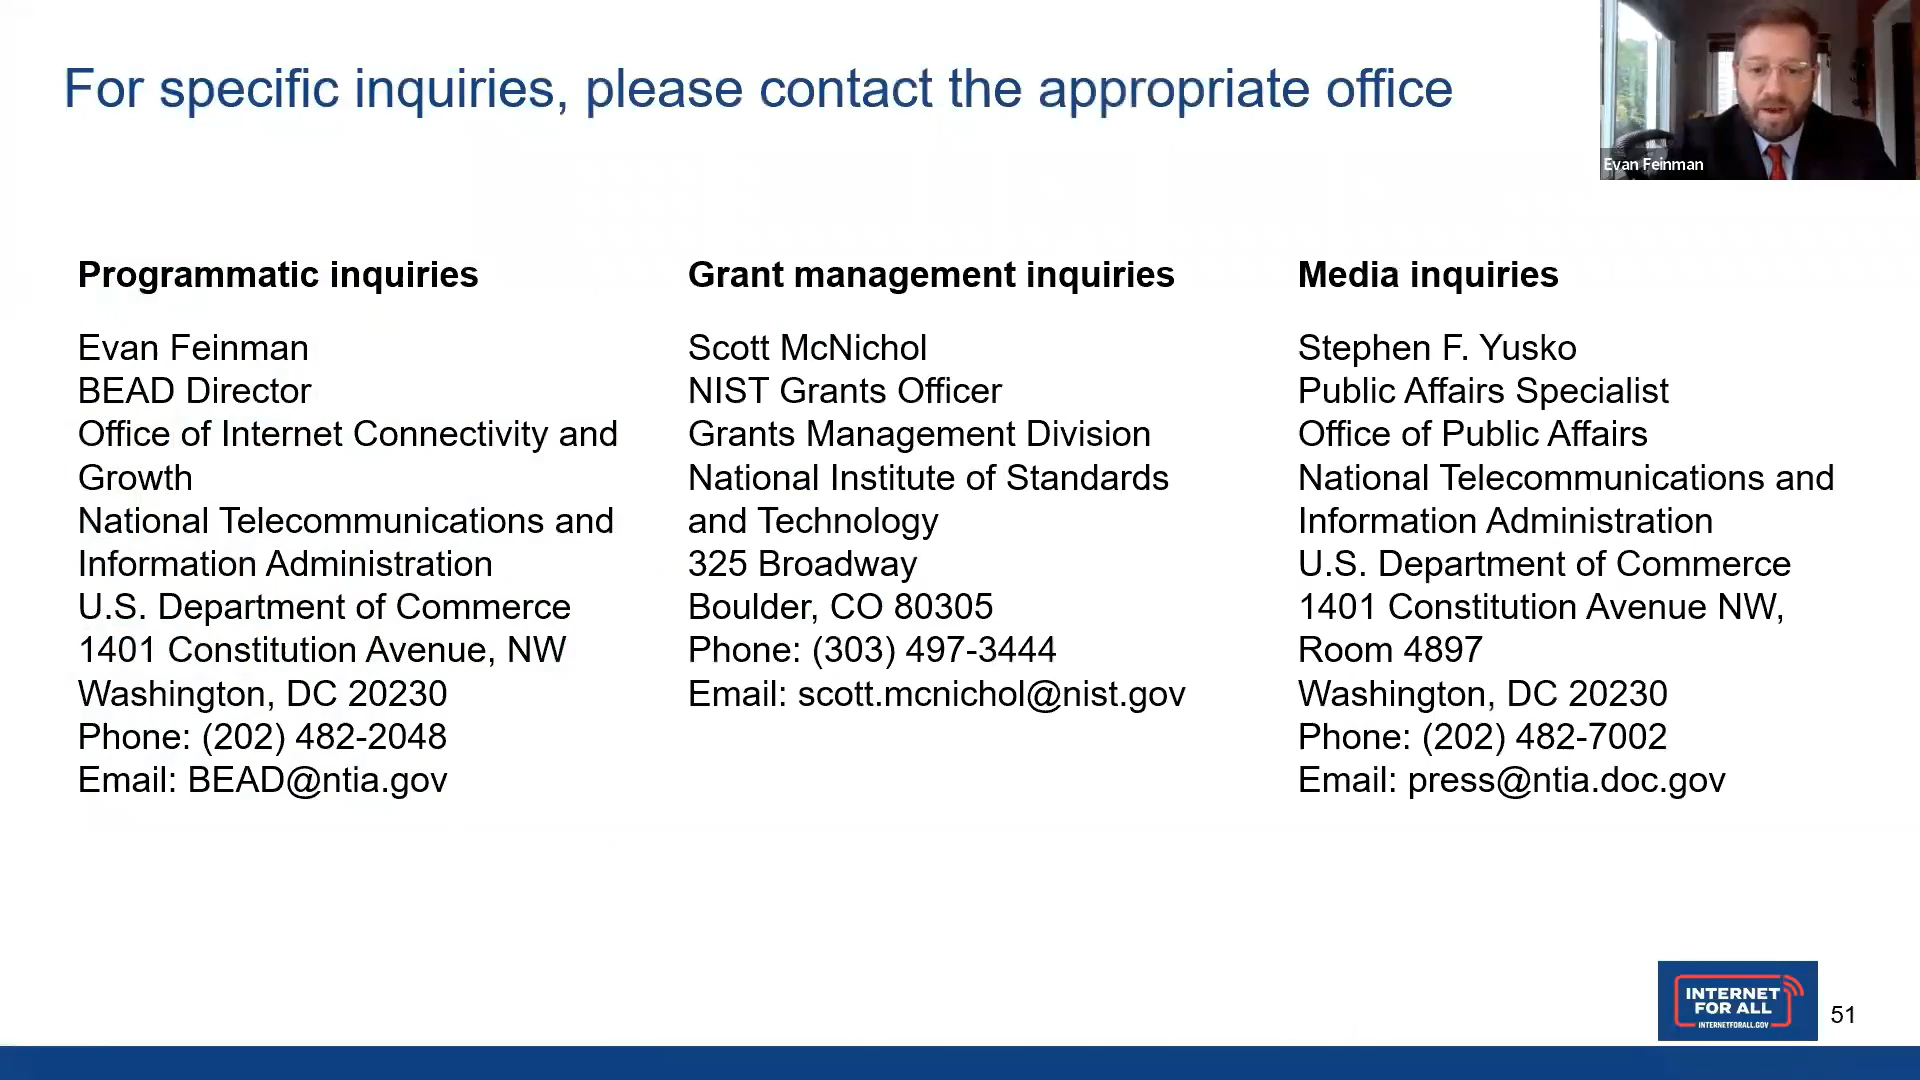 For specific inquiries, please contact the appropriate office
Evan Feinman
Programmatic inquiries
Evan Feinman
BEAD Director
Office of Internet Connectivity and
Growth
National Telecommunications and
Information Administration
U.S. Department of Commerce
1401 Constitution Avenue, NW
Washington, DC 20230
Phone: (202) 482-2048
Email: BEAD@ntia.gov
Grant management inquiries
Scott McNichol
NIST Grants Officer
Grants Management Division
National Institute of Standards
and Technology
325 Broadway
Boulder, CO 80305
Phone: (303) 497-3444
Email: scott.mcnichol@nist.gov
Media inquiries
Stephen F. Yusko
Public Affairs Specialist
Office of Public Affairs
National Telecommunications and
Information Administration
U.S. Department of Commerce
1401 Constitution Avenue NW,
Room 4897
Washington, DC 20230
Phone: (202) 482-7002
Email: press@ntia.doc.gov
INTERNET
FOR ALL
INTERNETFORALL.GOV
51